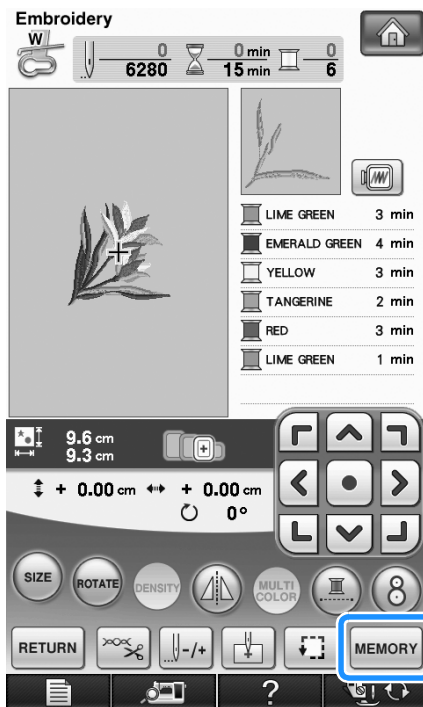 Embroidery
W
0 0 min 0
6280 15 min 6
LIME GREEN 3 min
EMERALD GREEN 4 min
YELLOW 3 min
TANGERINE 2 min
RED 3 min
LIME GREEN 1 min
9.6 cm
9.3 cm
+ 0.00 cm + 0.00 cm
0°
SIZE ROTATE DENSITY MULTI COLOR 8
RETURN -/+ MEMORY
?